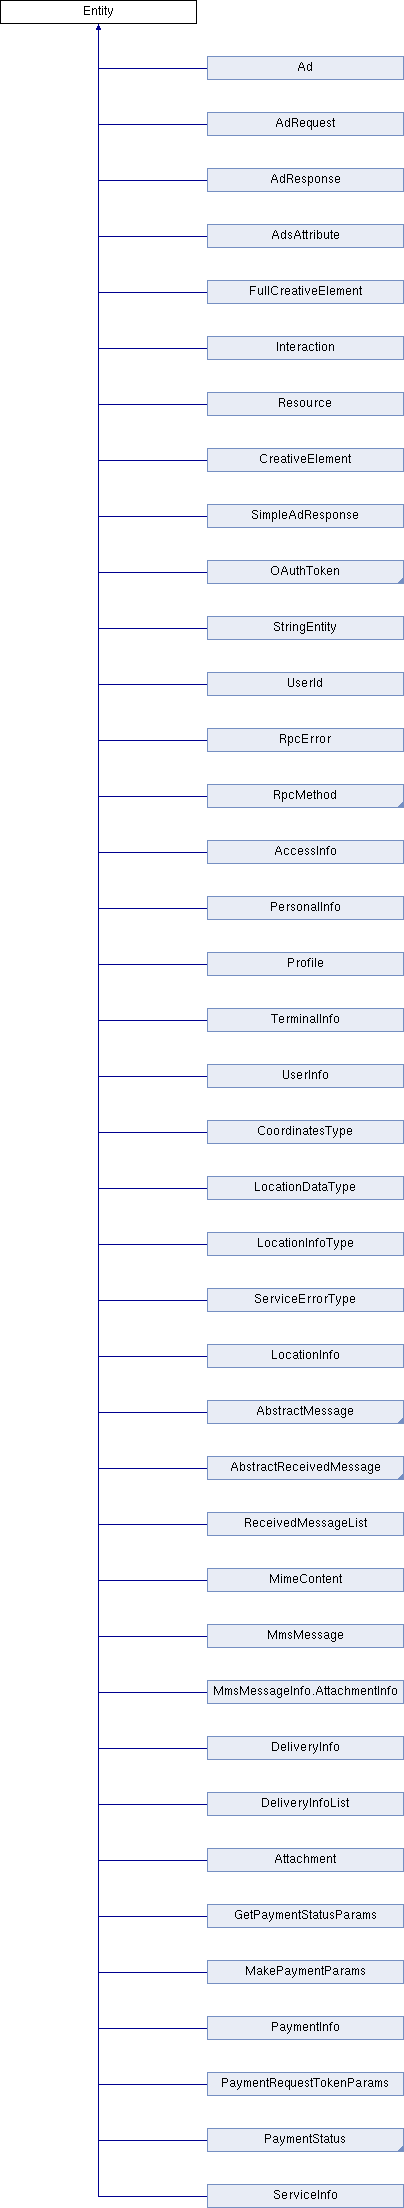 Entity
Ad
AdRequest
AdResponse
AdsAttribute
FullCreativeElement
Interaction
Resource
CreativeElement
SimpleAdResponse
OAuthToken
StringEntity
UserId
RpcError
RpcMethod
AccessInfo
PersonalInfo
Profile
TerminalInfo
UserInfo
CoordinatesType
LocationDataType
LocationInfoType
ServiceErrorType
LocationInfo
AbstractMessage
AbstractReceivedMessage
ReceivedMessageList
MimeContent
MmsMessage
MmsMessageInfo.AttachmentInfo
DeliveryInfo
DeliveryInfoList
Attachment
GetPaymentStatusParams
MakePaymentParams
PaymentInfo
PaymentRequestTokenParams
PaymentStatus
ServiceInfo